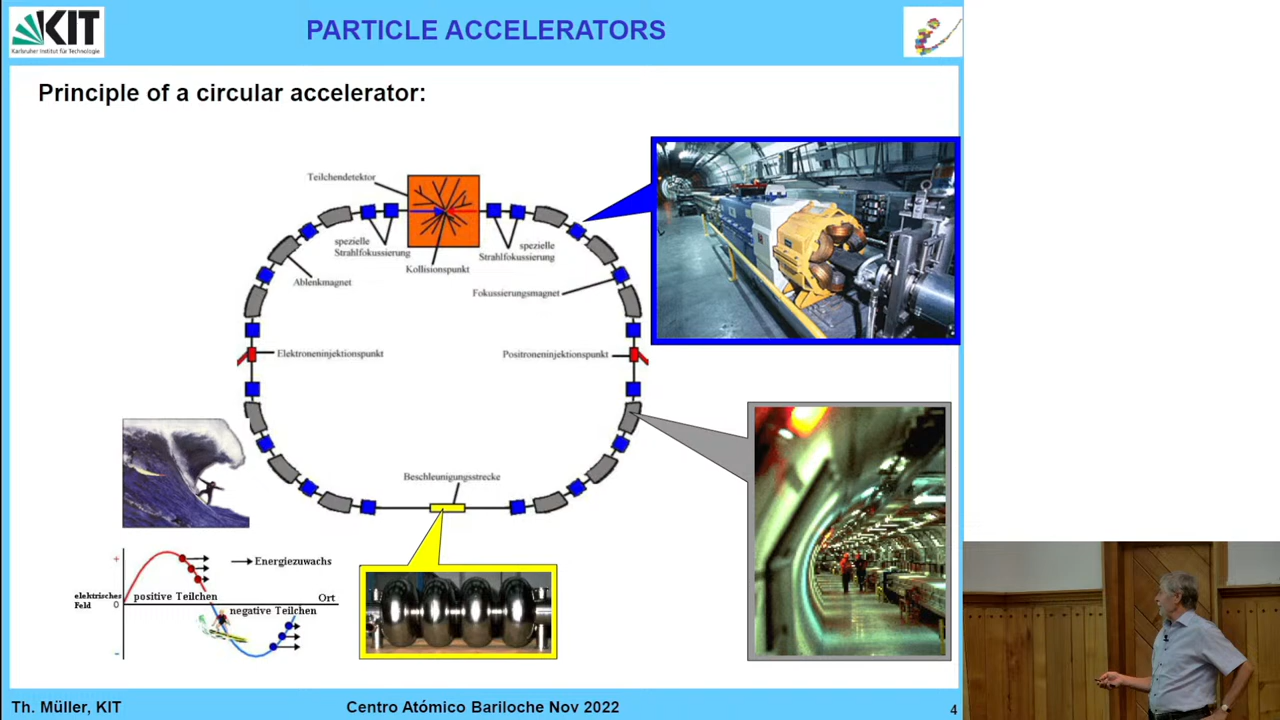 KIT
Karlsruher Institut für Technologie
PARTICLE ACCELERATORS
Principle of a circular accelerator:
Teilchendetektor
spezielle
Strahlfokussierung
spezielle
Strahlfokussierung
Kollisionspunkt
Ablenkmagnet
Fokussierungsmagnet
Elektroneninjektionspunkt
Positroneninjektionspunkt
Beschleunigungsstrecke
+
Energiezuwachs
elektrisches
Feld
0
positive Teilchen
Ort
negative Teilchen
-
Th. Müller, KIT
Centro Atómico Bariloche Nov 2022
4